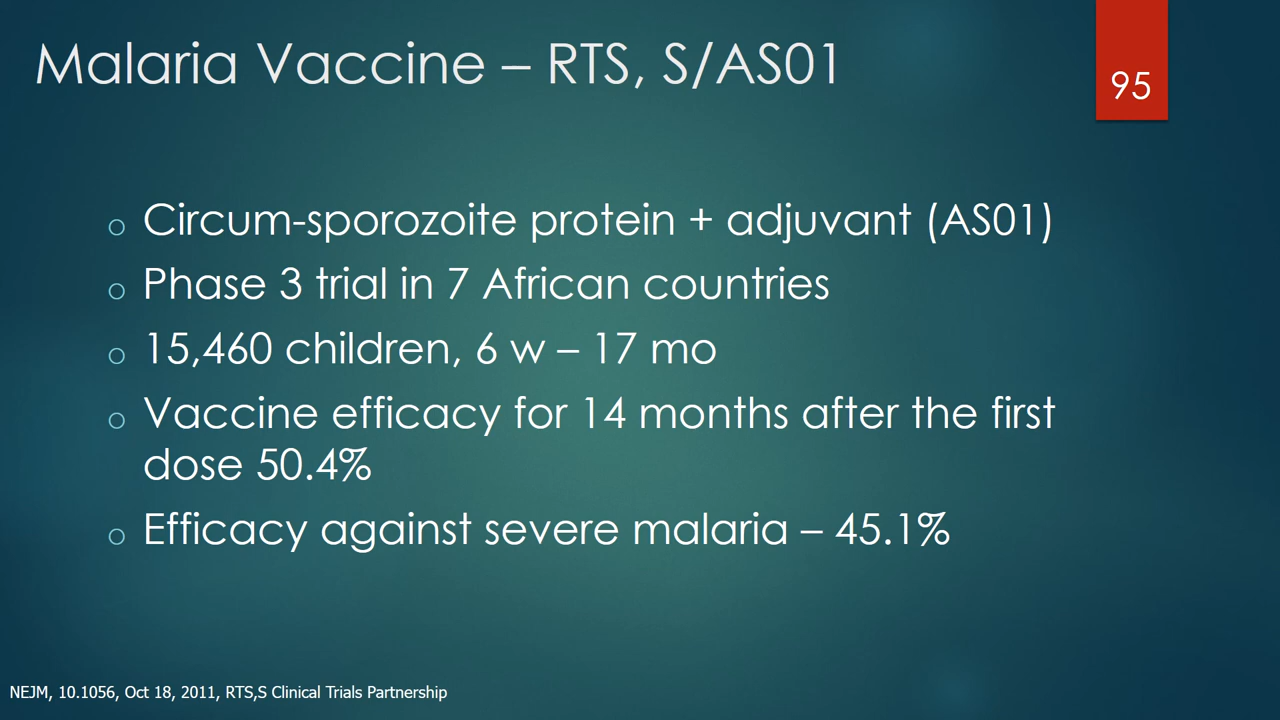 Malaria Vaccine – RTS, S/AS01
95
o Circum-sporozoite protein + adjuvant (AS01)
o Phase 3 trial in 7 African countries
o 15,460 children, 6 w – 17 mo
o Vaccine efficacy for 14 months after the first
dose 50.4%
o Efficacy against severe malaria – 45.1%
NEJM, 10.1056, Oct 18, 2011, RTS,S Clinical Trials Partnership